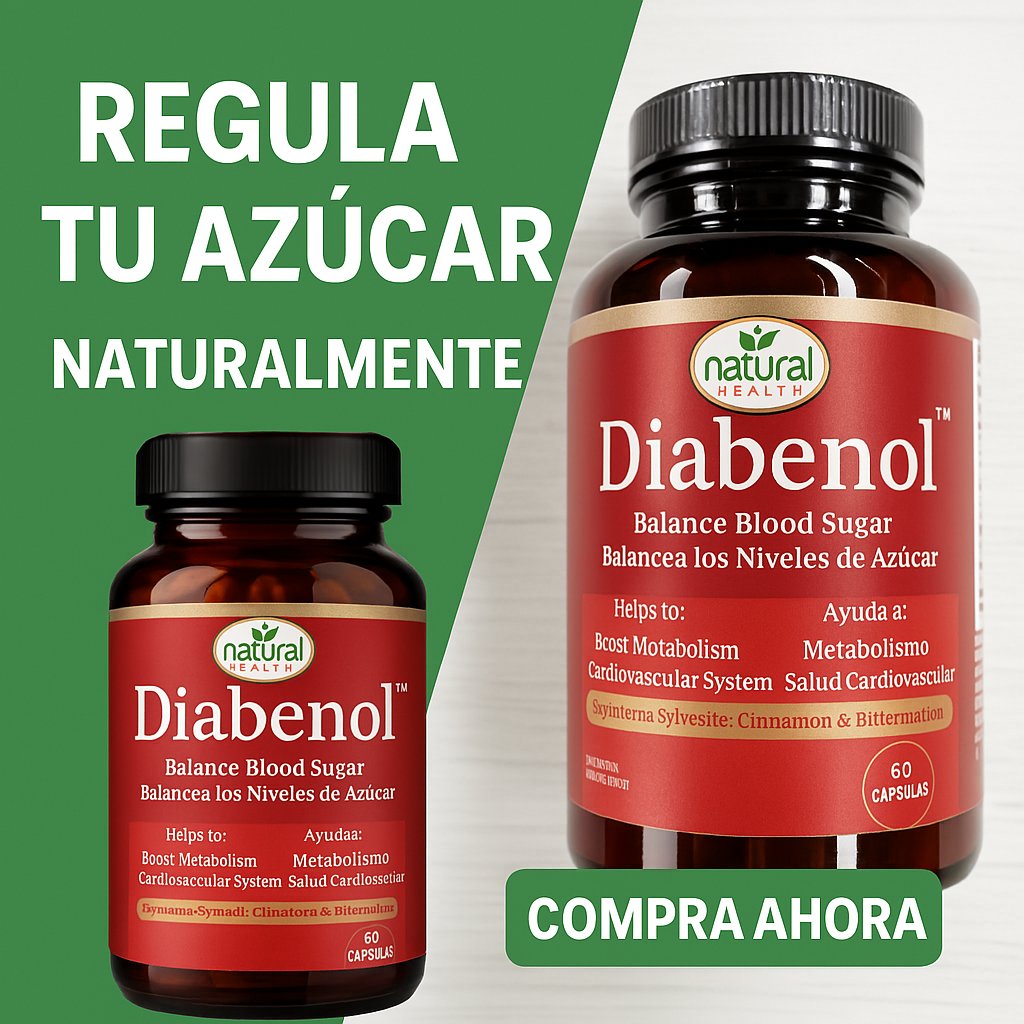 REGULA
TU AZÚCAR
NATURALMENTE
natural
HEALTH
Diabenol™
Balance Blood Sugar
Balancea los Niveles de Azúcar
Helps to:
Ayudaa:
Boost Metabolism
Metabolismo
Cardlosaccular System
Salud Cardlossetiar
60
CAPSULAS
natural
HEALTH
Diabenol™
Balance Blood Sugar
Balancea los Niveles de Azúcar
Helps to:
Ayuda a:
Bcost Motabolism
Metabolismo
Cardiovascular System
Salud Cardiovascular
Sxyinterna Sylvesite: Cinnamon & Bittermation
60
CAPSULAS
COMPRA AHORA